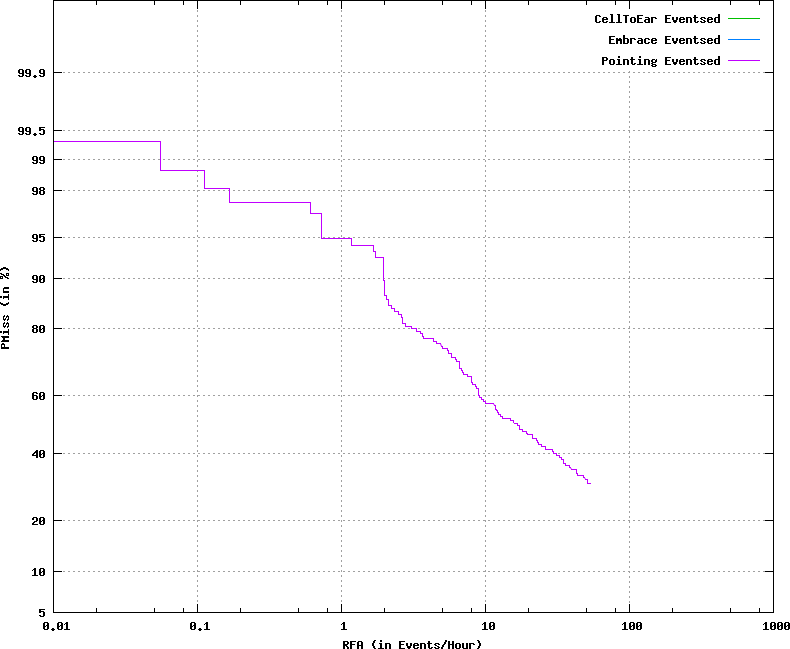 CellToEar Eventsed
Embrace Eventsed
Pointing Eventsed
99.9
99.5
99
98
95
90
80
60
40
20
10
5
PMiss (in %)
0.01 0.1 1 10 100 1000
RFA (in Events/Hour)